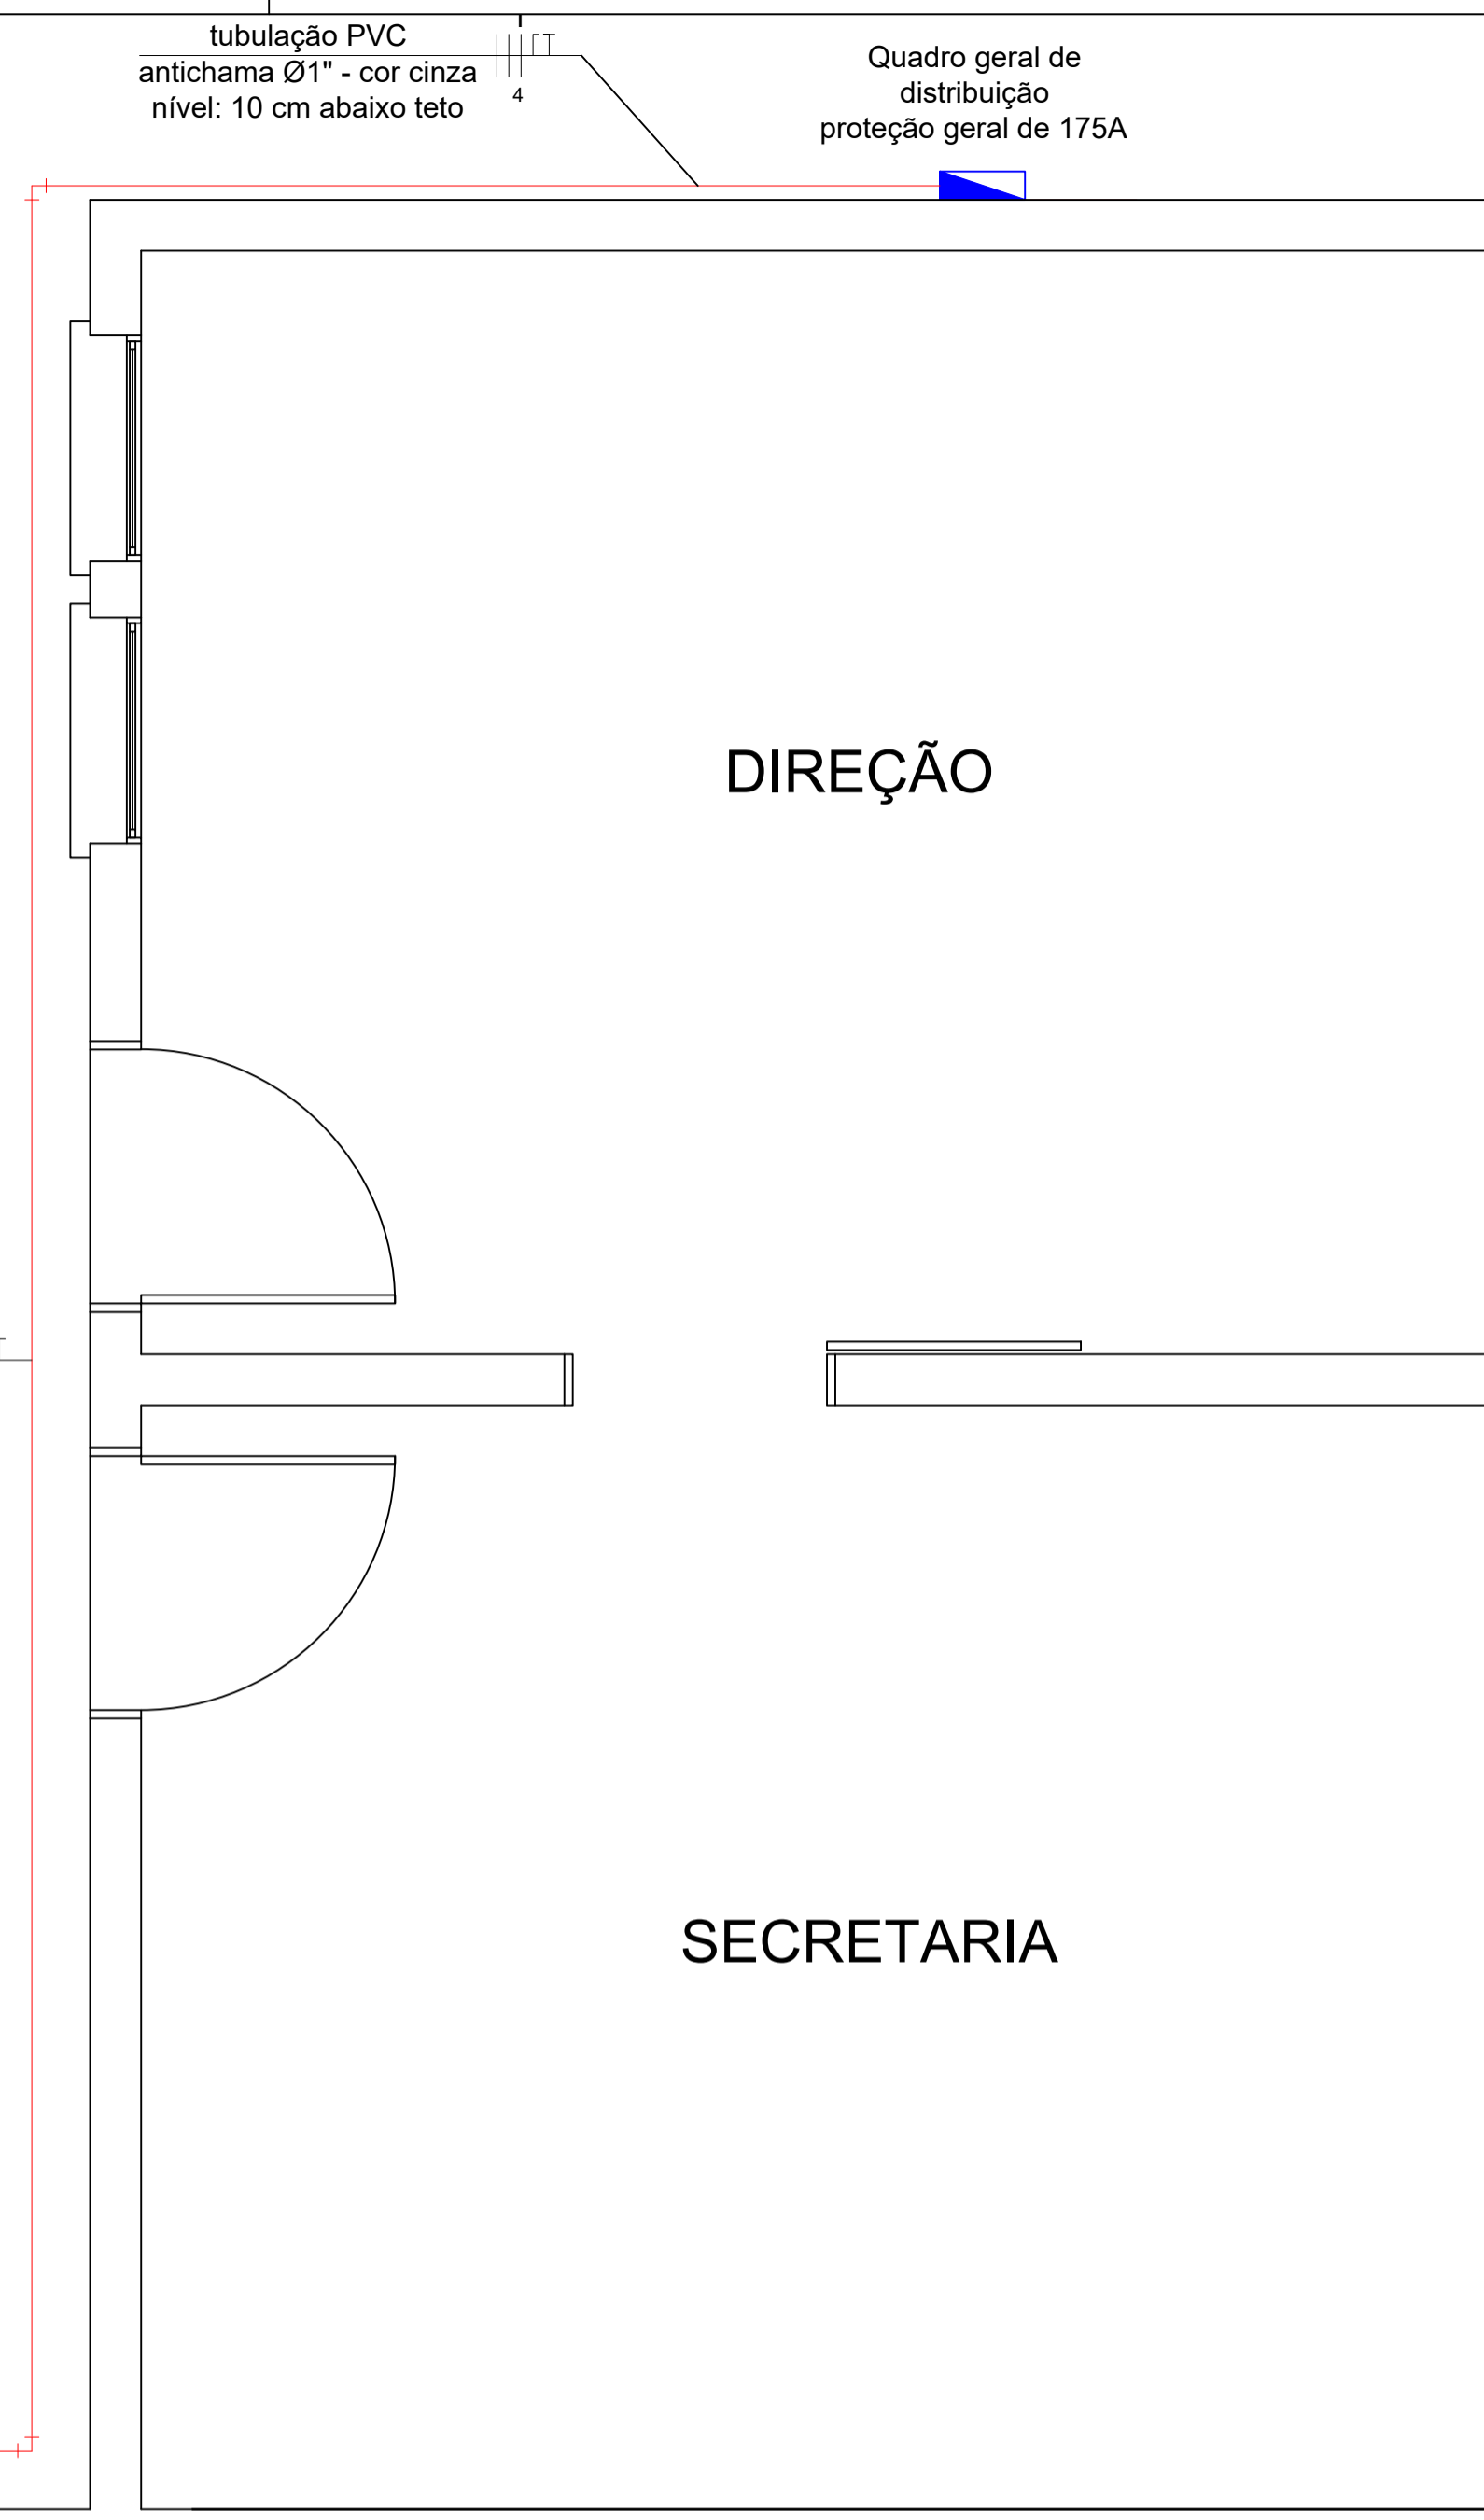 tubulação PVC
antichama Ø1" - cor cinza
nível: 10 cm abaixo teto
4
Quadro geral de
distribuição
proteção geral de 175A
DIREÇÃO
SECRETARIA